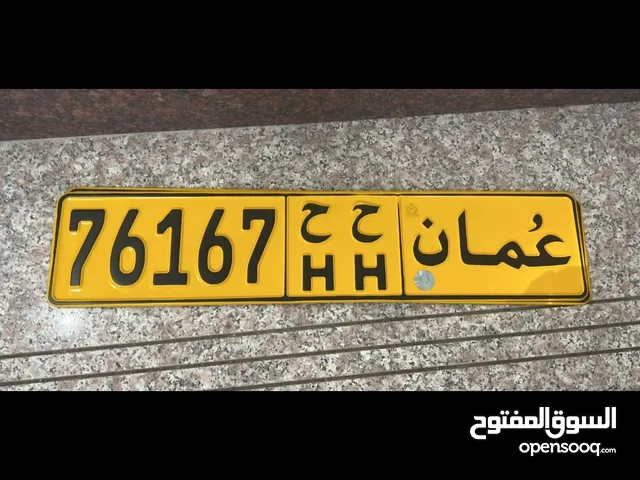 76167 ح ح عُمان
H H
السوق المفتوح
opensooq.com